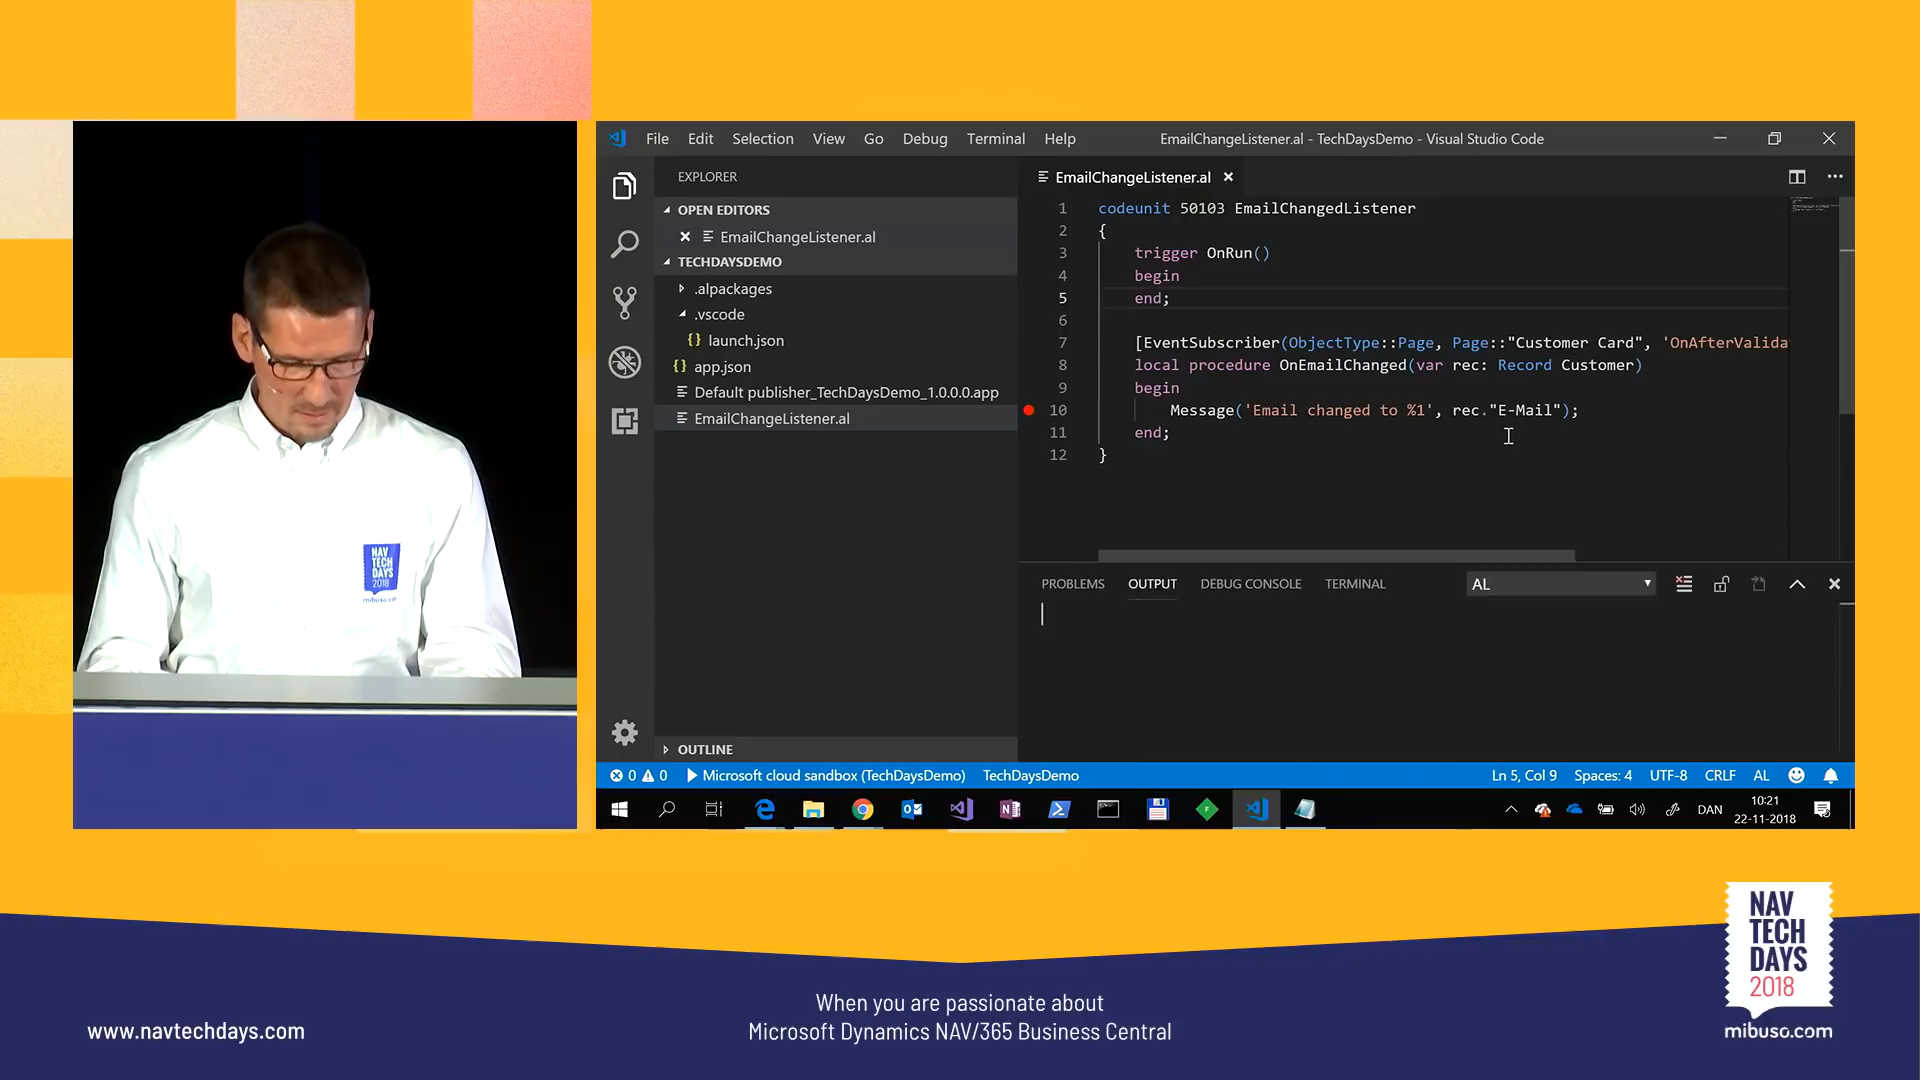 NAV
TECH
DAYS
2018
mibuso.com
File Edit Selection View Go Debug Terminal Help
EmailChangeListener.al - TechDaysDemo - Visual Studio Code
EXPLORER
OPEN EDITORS
EmailChangeListener.al
TECHDAYSDEMO
.alpackages
.vscode
{} launch.json
{} app.json
Default publisher_TechDaysDemo_1.0.0.0.app
EmailChangeListener.al
OUTLINE
EmailChangeListener.al
1 codeunit 50103 EmailChangedListener
2 {
3 trigger OnRun()
4 begin
5 end;
6
7 [EventSubscriber(ObjectType::Page, Page::"Customer Card", 'OnAfterValida
8 local procedure OnEmailChanged(var rec: Record Customer)
9 begin
10 Message('Email changed to %1', rec."E-Mail");
11 end;
12 }
PROBLEMS OUTPUT DEBUG CONSOLE TERMINAL
AL
0 0 Microsoft cloud sandbox (TechDaysDemo) TechDaysDemo
Ln 5, Col 9 Spaces: 4 UTF-8 CRLF AL
DAN
10:21
22-11-2018
NAV
TECH
DAYS
2018
mibuso.com
www.navtechdays.com
When you are passionate about
Microsoft Dynamics NAV/365 Business Central